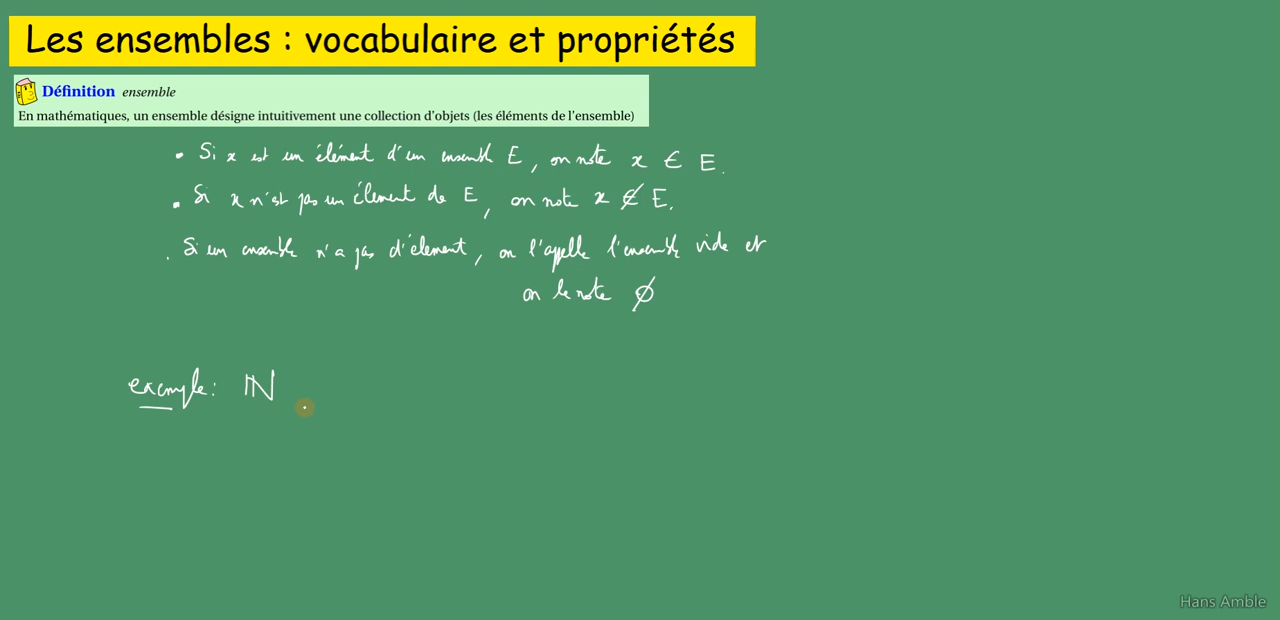 Les ensembles : vocabulaire et propriétés
Définition ensemble
En mathématiques, un ensemble désigne intuitivement une collection d'objets (les éléments de l'ensemble)
• Si x est un élément d'un ensemble E, on note x ∈ E.
• Si x n'est pas un élement de E, on note x ∉ E.
. Si un ensemble n'a pas d'élement, on l'appelle l'ensemble vide et
on le note ∅
exemple: ℕ
Hans Amble